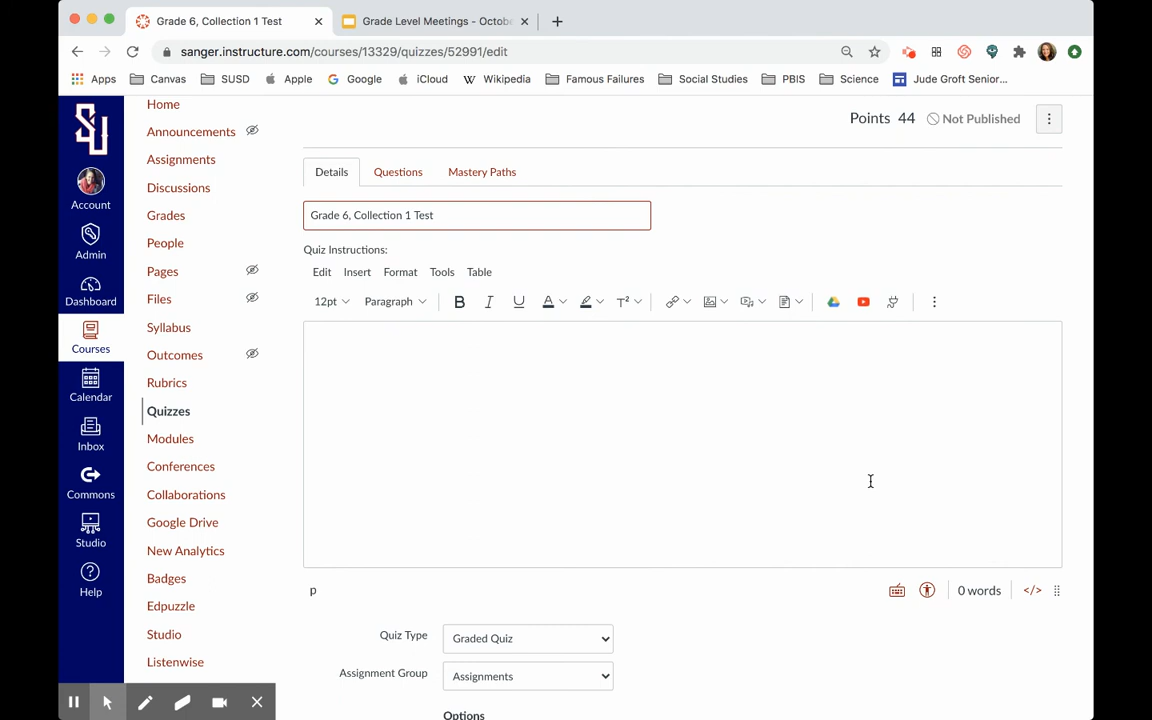 Grade 6, Collection 1 Test
Grade Level Meetings - Octobe
sanger.instructure.com/courses/13329/quizzes/52991/edit
Apps Canvas SUSD Apple Google iCloud Wikipedia Famous Failures Social Studies PBIS Science Jude Groft Senior...
SU
Account
Admin
Dashboard
Courses
Calendar
Inbox
Commons
Studio
Help
Home
Announcements
Assignments
Discussions
Grades
People
Pages
Files
Syllabus
Outcomes
Rubrics
Quizzes
Modules
Conferences
Collaborations
Google Drive
New Analytics
Badges
Edpuzzle
Studio
Listenwise
Points 44 Not Published
Details Questions Mastery Paths
Grade 6, Collection 1 Test
Quiz Instructions:
Edit Insert Format Tools Table
12pt Paragraph B I U A T²
p
0 words </>
Quiz Type Graded Quiz
Assignment Group Assignments
Options